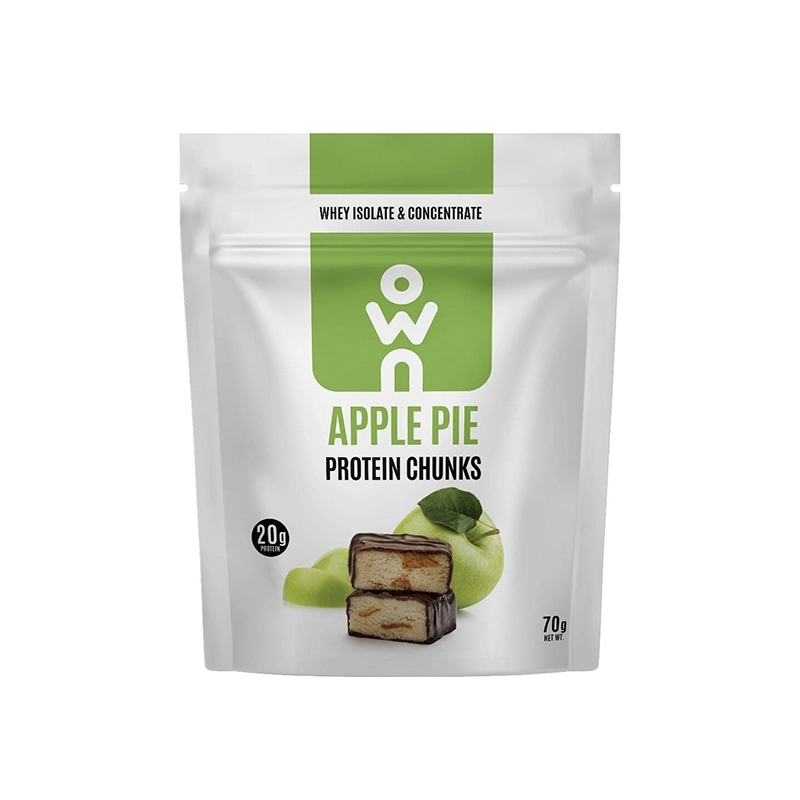 WHEY ISOLATE & CONCENTRATE
OWN
APPLE PIE
PROTEIN CHUNKS
20g
PROTEIN
70g
NET WT.